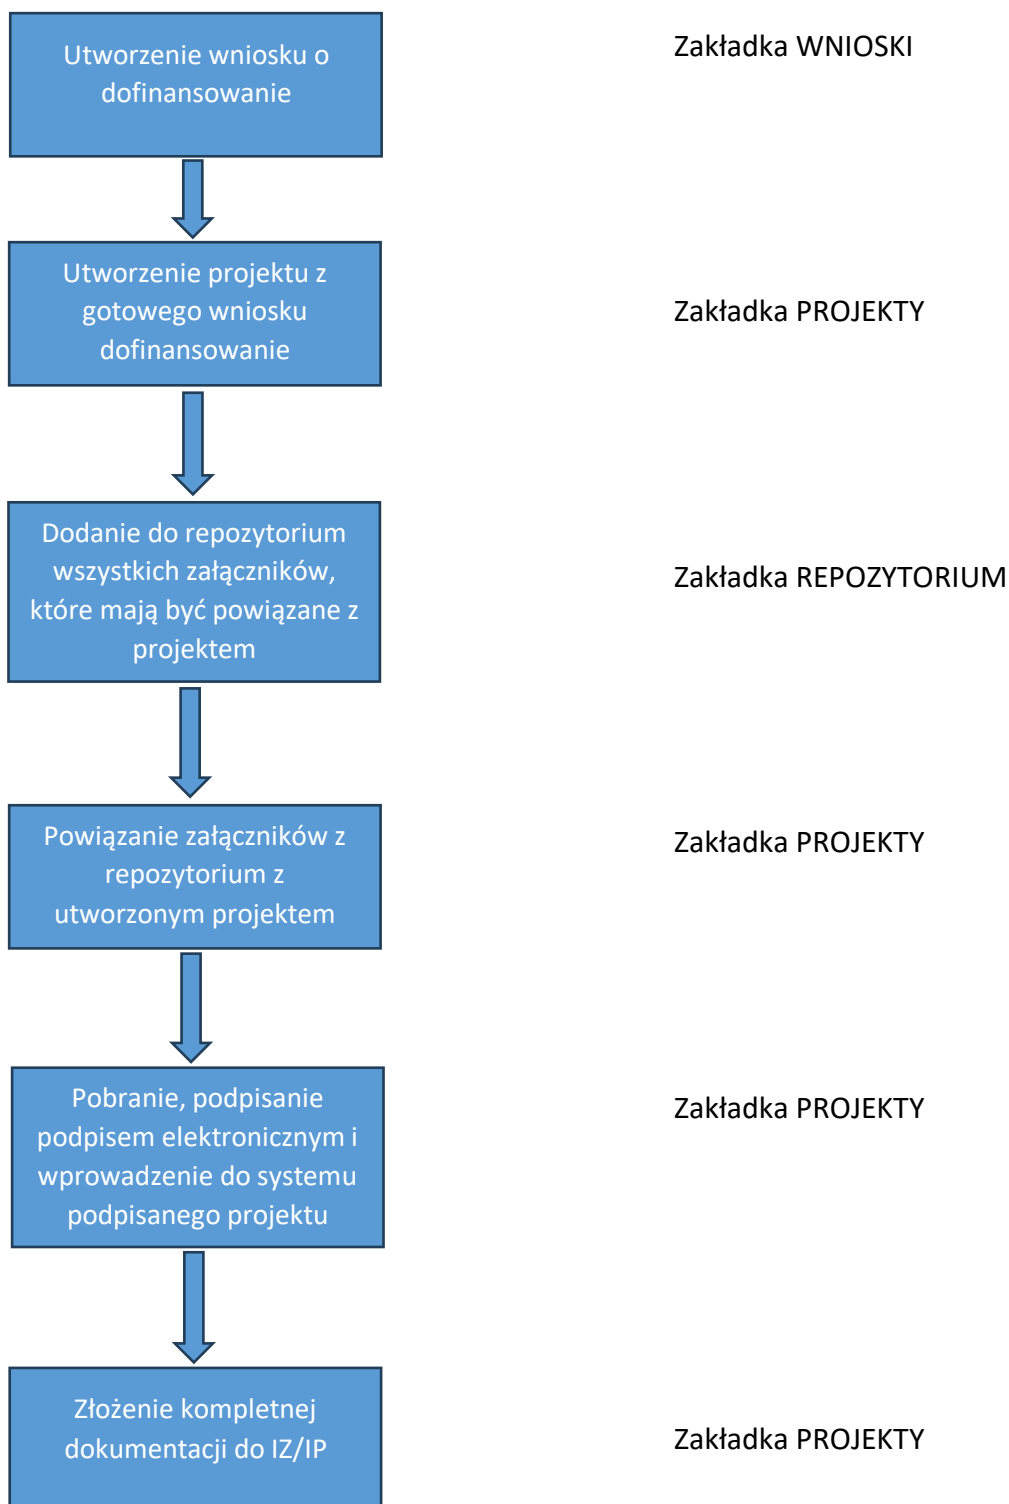 Utworzenie wniosku o
dofinansowanie
Zakładka WNIOSKI
Utworzenie projektu z
gotowego wniosku
dofinansowanie
Zakładka PROJEKTY
Dodanie do repozytorium
wszystkich załączników,
które mają być powiązane z
projektem
Zakładka REPOZYTORIUM
Powiązanie załączników z
repozytorium z
utworzonym projektem
Zakładka PROJEKTY
Pobranie, podpisanie
podpisem elektronicznym i
wprowadzenie do systemu
podpisanego projektu
Zakładka PROJEKTY
Złożenie kompletnej
dokumentacji do IZ/IP
Zakładka PROJEKTY